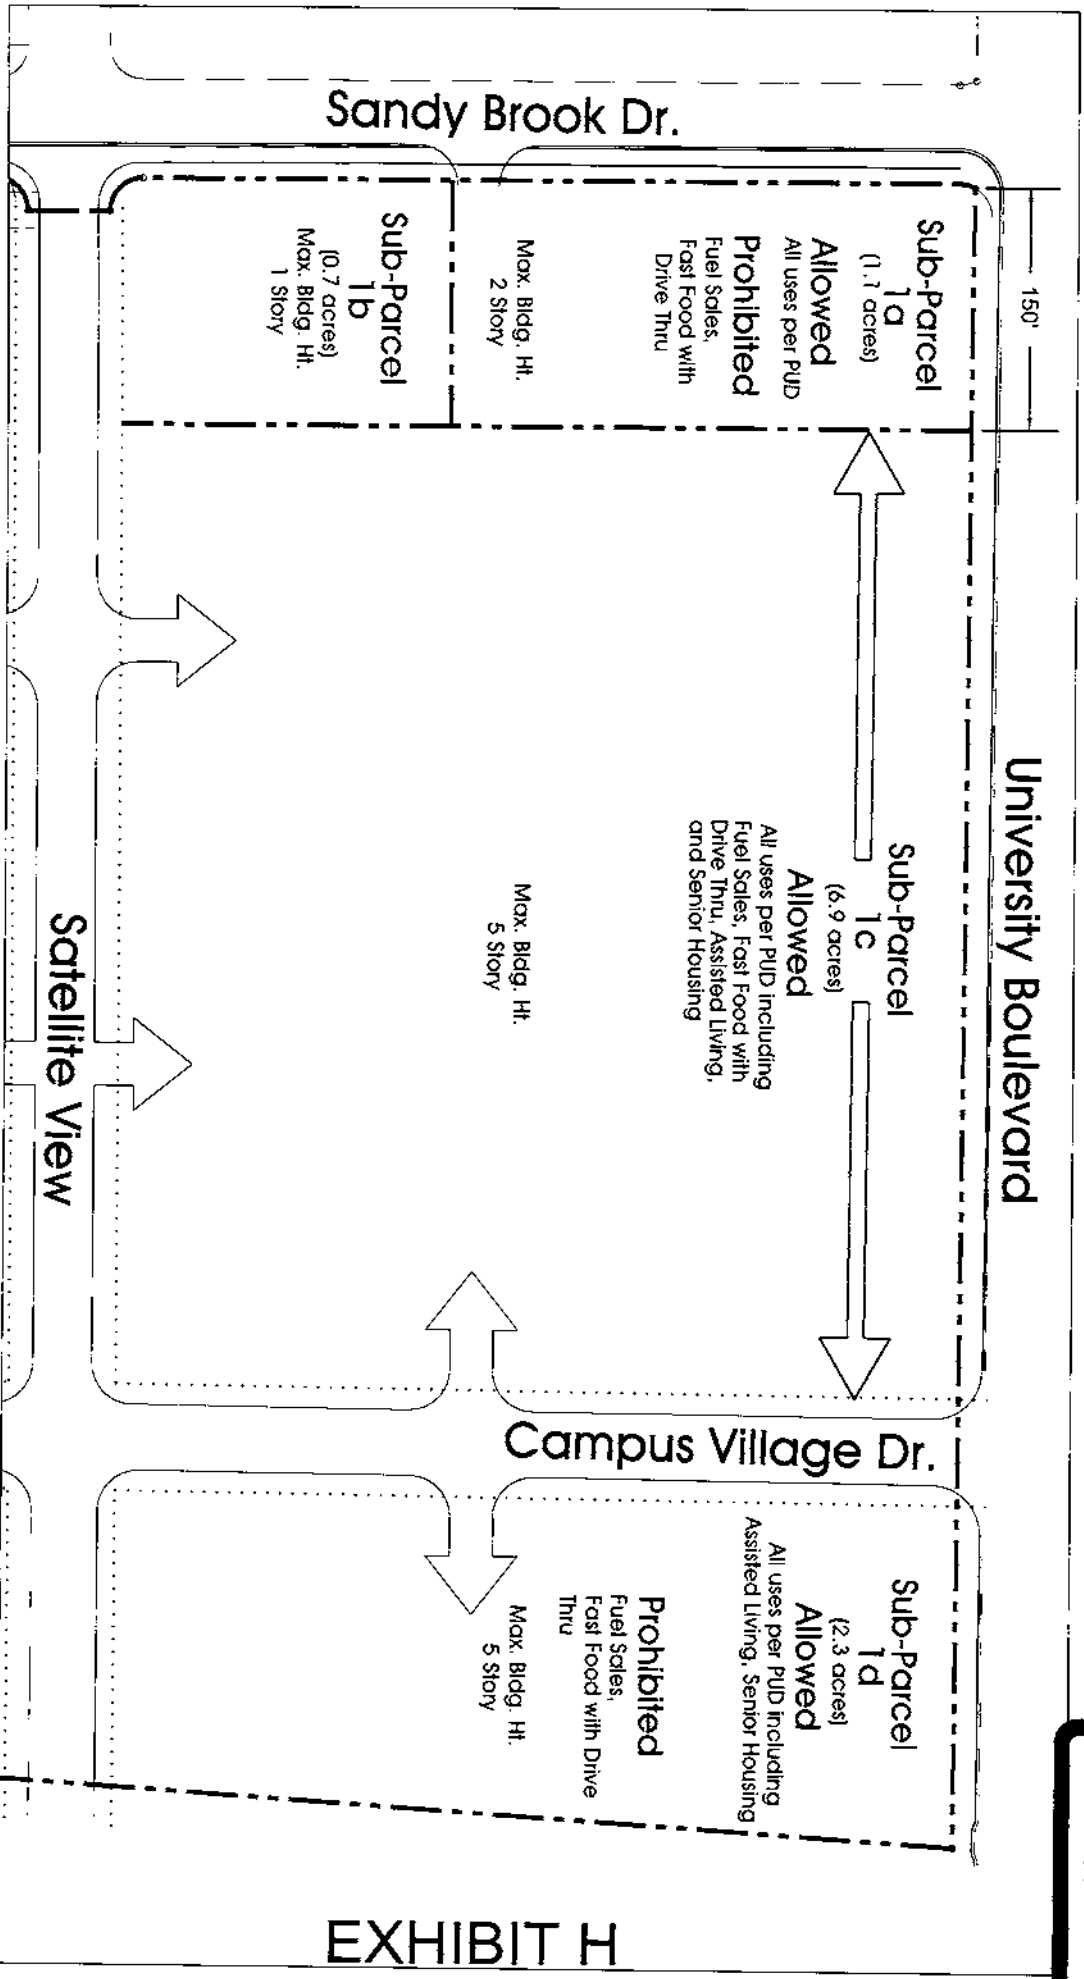 University Boulevard
150'
Sandy Brook Dr.
Sub-Parcel
1a
(1.1 acres)
Allowed
All uses per PUD
Prohibited
Fuel Sales,
Fast Food with
Drive Thru
Max. Bldg. Ht.
2 Story
Sub-Parcel
1b
(0.7 acres)
Max. Bldg. Ht.
1 Story
Sub-Parcel
1c
(6.9 acres)
Allowed
All uses per PUD including
Fuel Sales, Fast Food with
Drive Thru, Assisted Living,
and Senior Housing
Max. Bldg. Ht.
5 Story
Campus Village Dr.
Sub-Parcel
1d
(2.3 acres)
Allowed
All uses per PUD including
Assisted Living, Senior Housing
Prohibited
Fuel Sales,
Fast Food with Drive
Thru
Max. Bldg. Ht.
5 Story
Satellite View
EXHIBIT H